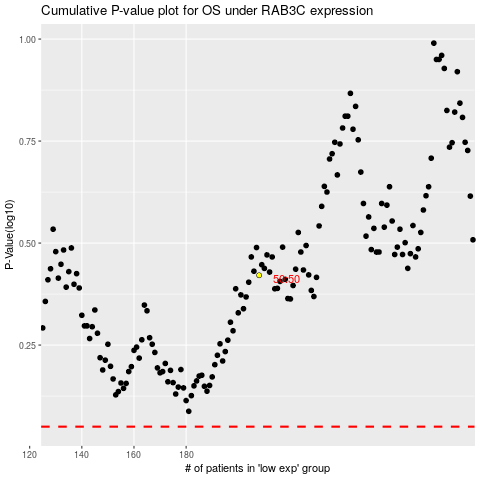 Cumulative P-value plot for OS under RAB3C expression
P-Value(log10)
1.00
0.75
0.50
0.25
50:50
120 140 160 180
# of patients in 'low exp' group